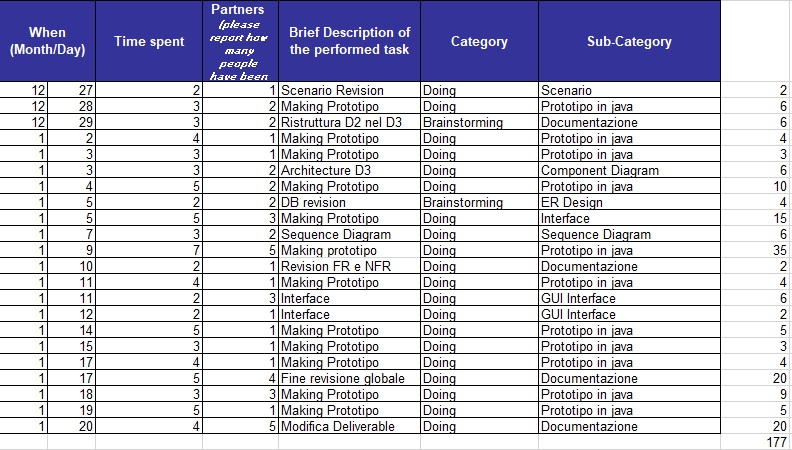 When (Month/Day) Time spent Partners (please report how many people have been Brief Description of the performed task Category Sub-Category
12 27 2 1 Scenario Revision Doing Scenario 2
12 28 3 2 Making Prototipo Doing Prototipo in java 6
12 29 3 2 Ristruttura D2 nel D3 Brainstorming Documentazione 6
1 2 4 1 Making Prototipo Doing Prototipo in java 4
1 3 3 1 Making Prototipo Doing Prototipo in java 3
1 3 3 2 Architecture D3 Doing Component Diagram 6
1 4 5 2 Making Prototipo Doing Prototipo in java 10
1 5 2 2 DB revision Brainstorming ER Design 4
1 5 5 3 Making Prototipo Doing Interface 15
1 7 3 2 Sequence Diagram Doing Sequence Diagram 6
1 9 7 5 Making prototipo Doing Prototipo in java 35
1 10 2 1 Revision FR e NFR Doing Documentazione 2
1 11 4 1 Making Prototipo Doing Prototipo in java 4
1 11 2 3 Interface Doing GUI Interface 6
1 12 2 1 Interface Doing GUI Interface 2
1 14 5 1 Making Prototipo Doing Prototipo in java 5
1 15 3 1 Making Prototipo Doing Prototipo in java 3
1 17 4 1 Making Prototipo Doing Prototipo in java 4
1 17 5 4 Fine revisione globale Doing Documentazione 20
1 18 3 3 Making Prototipo Doing Prototipo in java 9
1 19 5 1 Making Prototipo Doing Prototipo in java 5
1 20 4 5 Modifica Deliverable Doing Documentazione 20
177